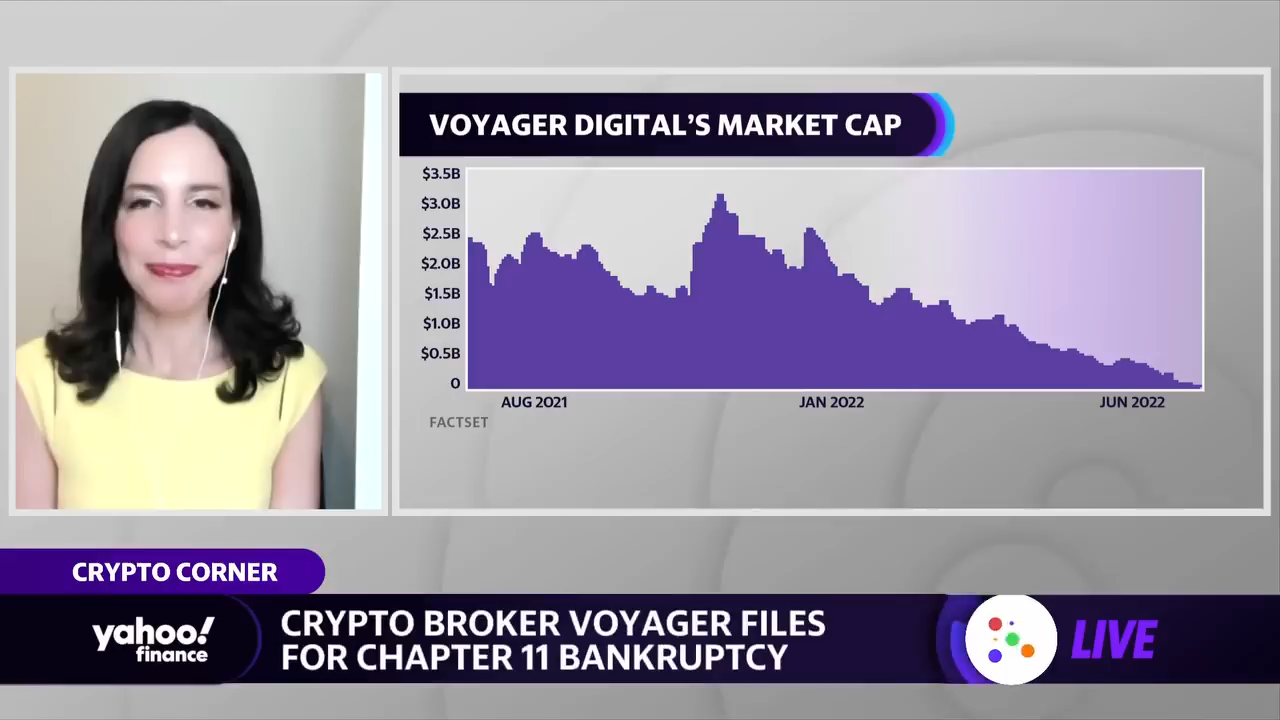 VOYAGER DIGITAL'S MARKET CAP
$3.5B
$3.0B
$2.5B
$2.0B
$1.5B
$1.0B
$0.5B
0
AUG 2021 JAN 2022 JUN 2022
FACTSET
CRYPTO CORNER
yahoo!
finance
CRYPTO BROKER VOYAGER FILES
FOR CHAPTER 11 BANKRUPTCY
LIVE